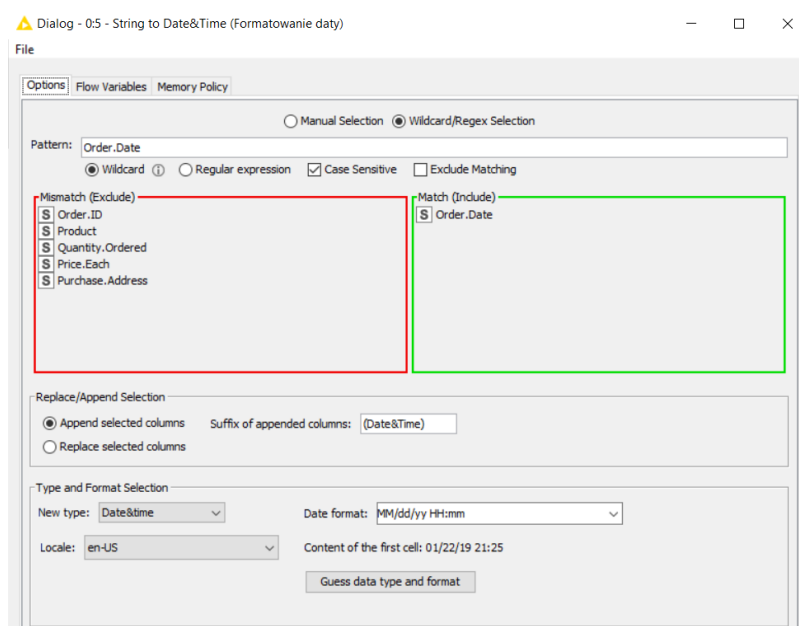 Dialog - 0:5 - String to Date&Time (Formatowanie daty)
File
Options Flow Variables Memory Policy
Manual Selection Wildcard/Regex Selection
Pattern: Order.Date
Wildcard Regular expression Case Sensitive Exclude Matching
Mismatch (Exclude)
S Order.ID
S Product
S Quantity.Ordered
S Price.Each
S Purchase.Address
Match (Include)
S Order.Date
Replace/Append Selection
Append selected columns Suffix of appended columns: (Date&Time)
Replace selected columns
Type and Format Selection
New type: Date&time Date format: MM/dd/yy HH:mm
Locale: en-US Content of the first cell: 01/22/19 21:25
Guess data type and format